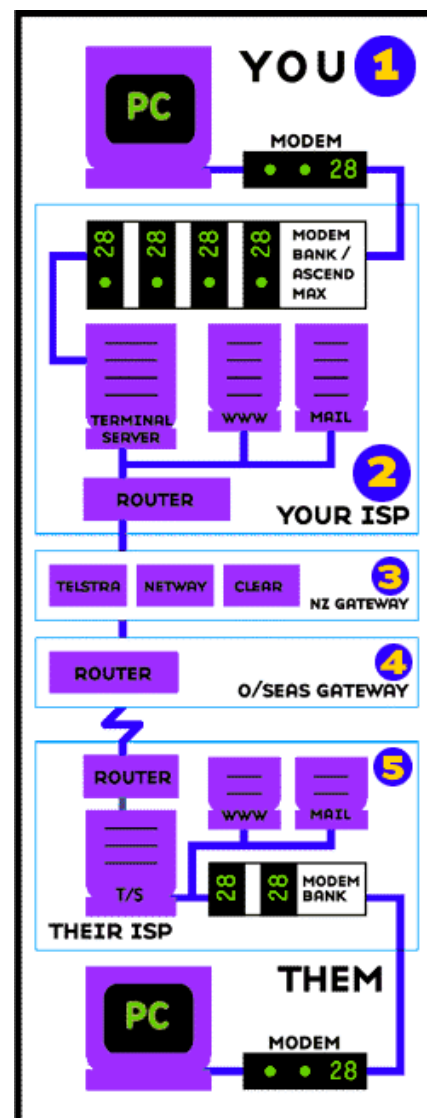 YOU 1
PC
MODEM
28
28 28 28 28
MODEM
BANK /
ASCEND
MAX
TERMINAL
SERVER
WWW
MAIL
2
ROUTER
YOUR ISP
3
TELSTRA NETWAY CLEAR
NZ GATEWAY
4
ROUTER
O/SEAS GATEWAY
5
ROUTER
WWW
MAIL
T/S
28 28
MODEM
BANK
THEIR ISP
THEM
PC
MODEM
28